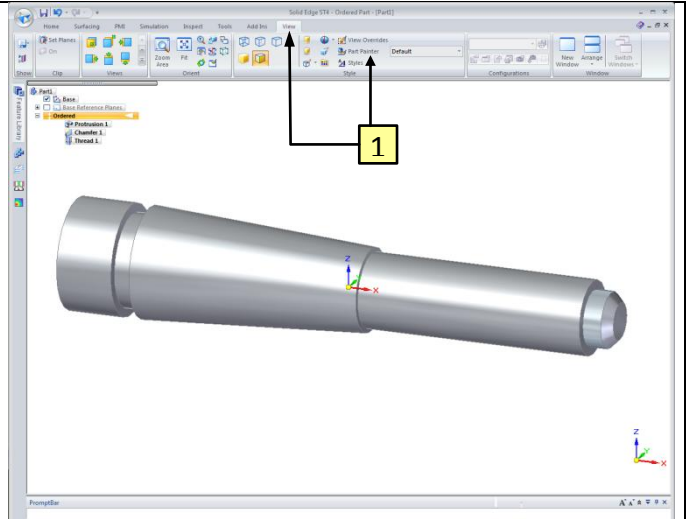 Solid Edge ST4 - Ordered Part - [Part1]
Home Surfacing PMI Simulation Inspect Tools Add Ins View
Set Planes
On
Zoom Area
Fit
View Overrides
Part Painter
Default
Styles
New Window
Arrange
Switch Windows
Show Clip Views Orient Style Configurations Window
1
Feature Library
Part1
Base
Base Reference Planes
Ordered
Protrusion 1
Chamfer 1
Thread 1
Z
Y
X
Z
Y
X
PromptBar